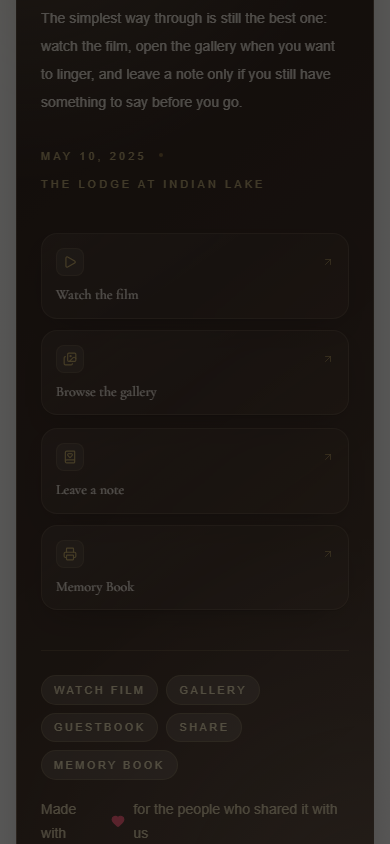 The simplest way through is still the best one:
watch the film, open the gallery when you want
to linger, and leave a note only if you still have
something to say before you go.
MAY 10, 2025 •
THE LODGE AT INDIAN LAKE
Watch the film
Browse the gallery
Leave a note
Memory Book
WATCH FILM GALLERY
GUESTBOOK SHARE
MEMORY BOOK
Made with ♥ for the people who shared it with us